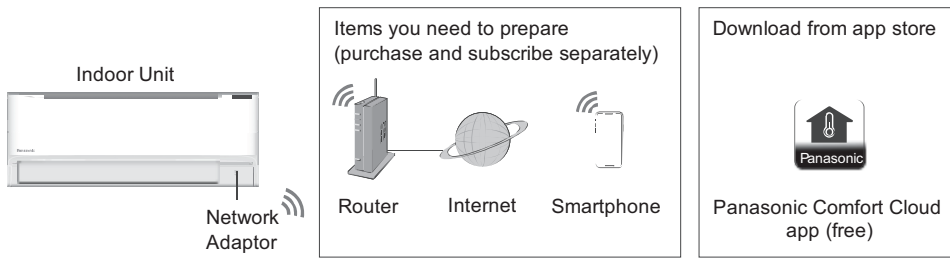 Indoor Unit
Panasonic
Network
Adaptor
Items you need to prepare
(purchase and subscribe separately)
Router
Internet
Smartphone
Download from app store
Panasonic
Panasonic Comfort Cloud
app (free)